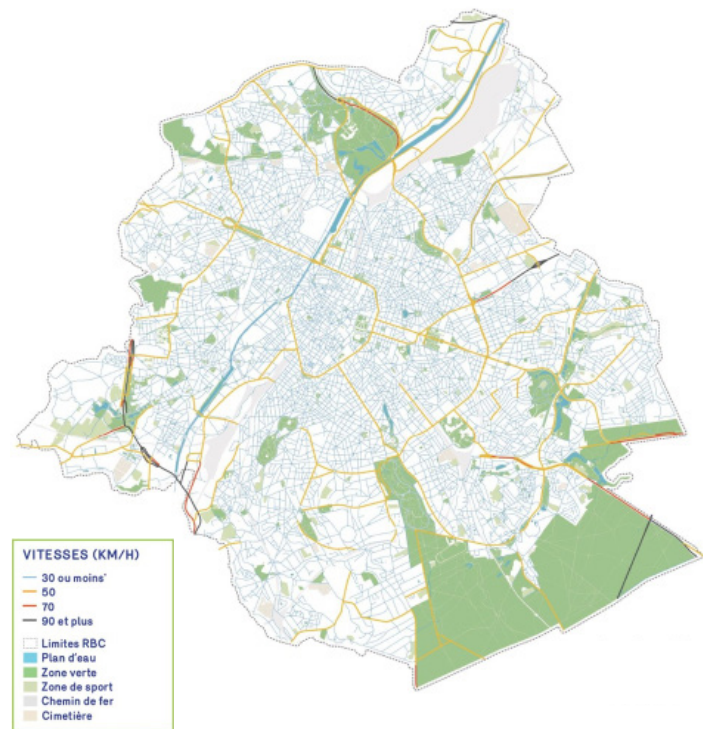 VITESSES (KM/H)
30 ou moins'
50
70
90 et plus
Limites RBC
Plan d'eau
Zone verte
Zone de sport
Chemin de fer
Cimetière